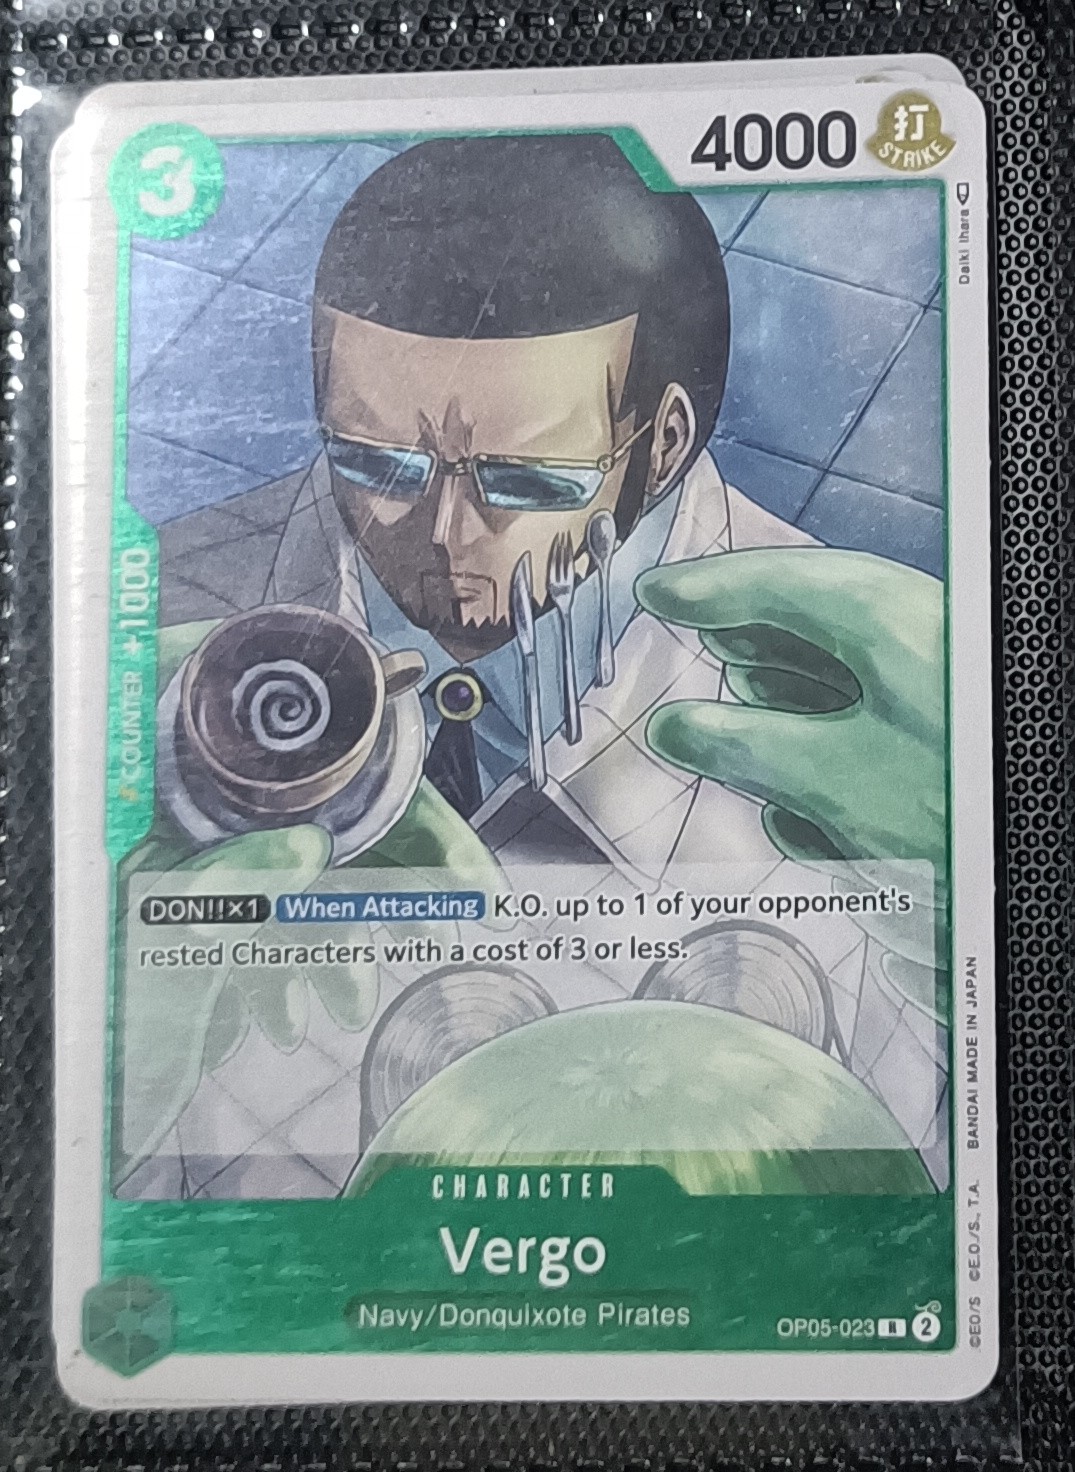 3
4000
打
STRIKE
Daiki Ihara
COUNTER +1000
DON!!×1 When Attacking K.O. up to 1 of your opponent's
rested Characters with a cost of 3 or less.
CHARACTER
Vergo
Navy/Donquixote Pirates
OP05-023 R 2
©EO/S ©E.O./S., T.A. BANDAI MADE IN JAPAN